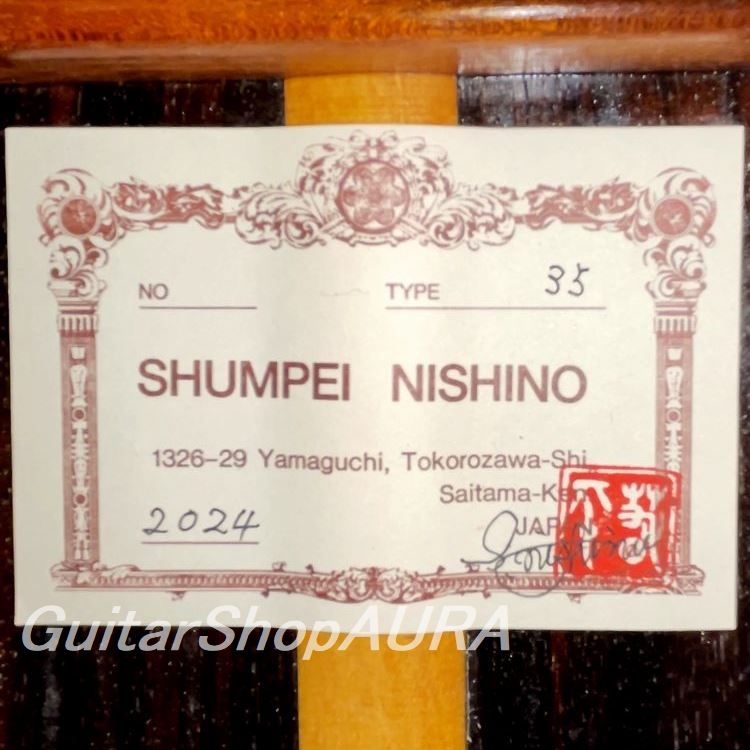 NO TYPE 35
SHUMPEI NISHINO
1326-29 Yamaguchi, Tokorozawa-Shi,
Saitama-Ken
2024 JAPAN
GuitarShopAURA